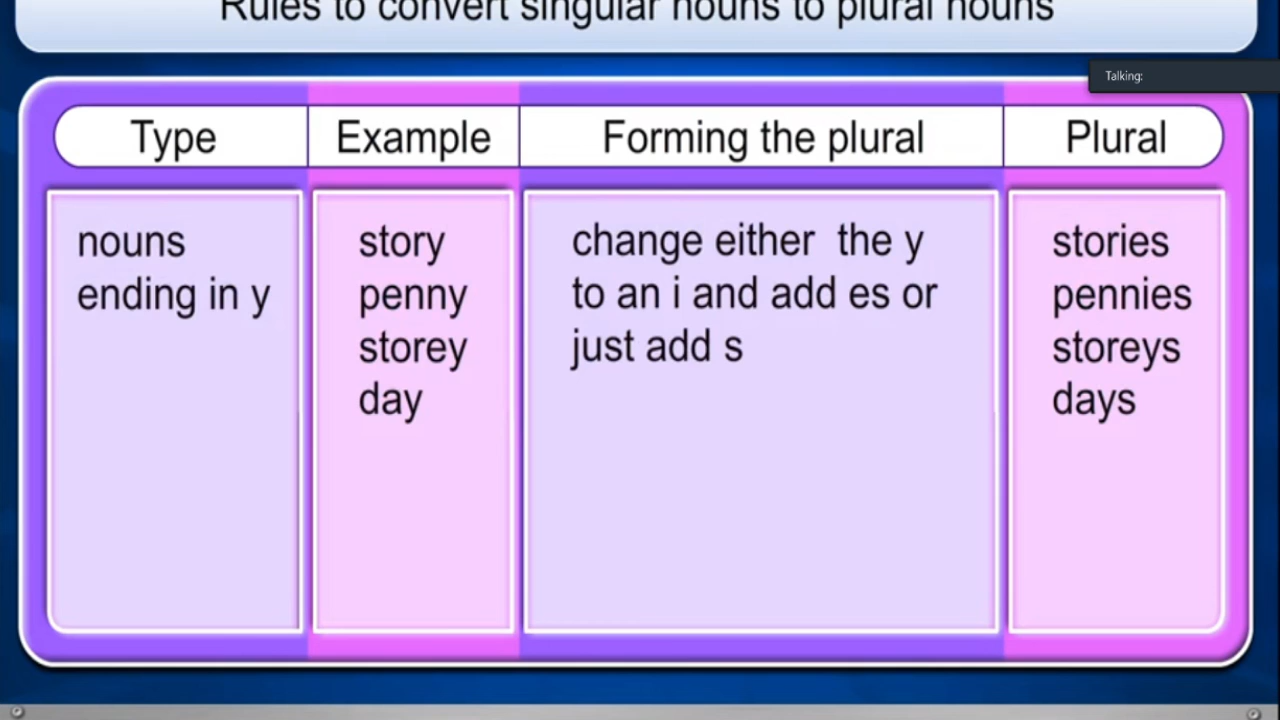 Rules to convert singular nouns to plural nouns
Talking:
Type Example Forming the plural Plural
nouns story change either the y stories
ending in y penny to an i and add es or pennies
storey just add s storeys
day days